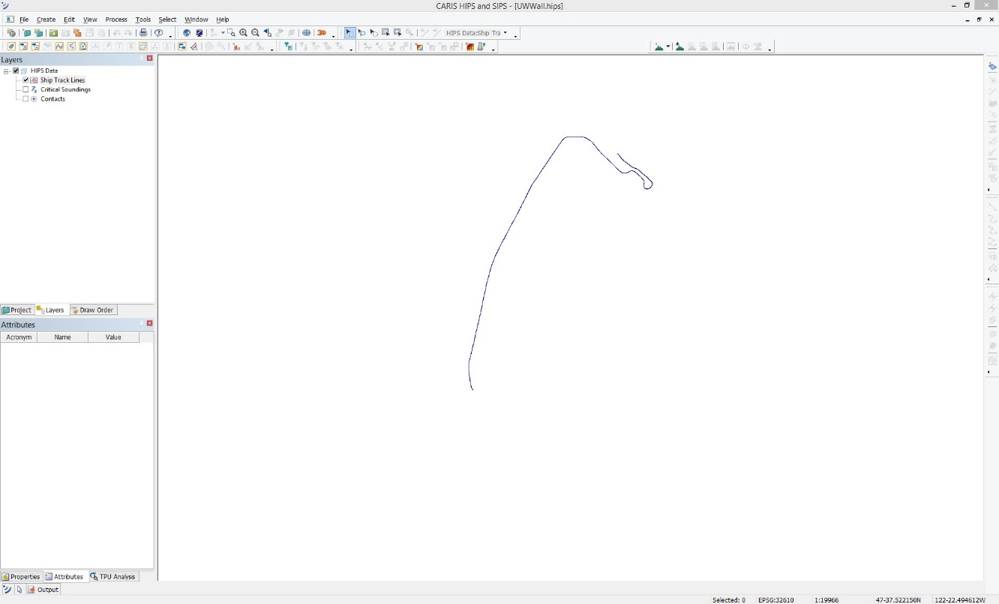 CARIS HIPS and SIPS - [UWWall.hips]
File Create Edit View Process Tools Select Window Help
3D
HIPS Data:Ship Tra
Layers
HIPS Data
Ship Track Lines
Critical Soundings
Contacts
Project Layers Draw Order
Attributes
Acronym Name Value
Properties Attributes TPU Analysis
Output
Selected: 0 EPSG:32610 1:19966 47-37.522150N 122-22.494612W